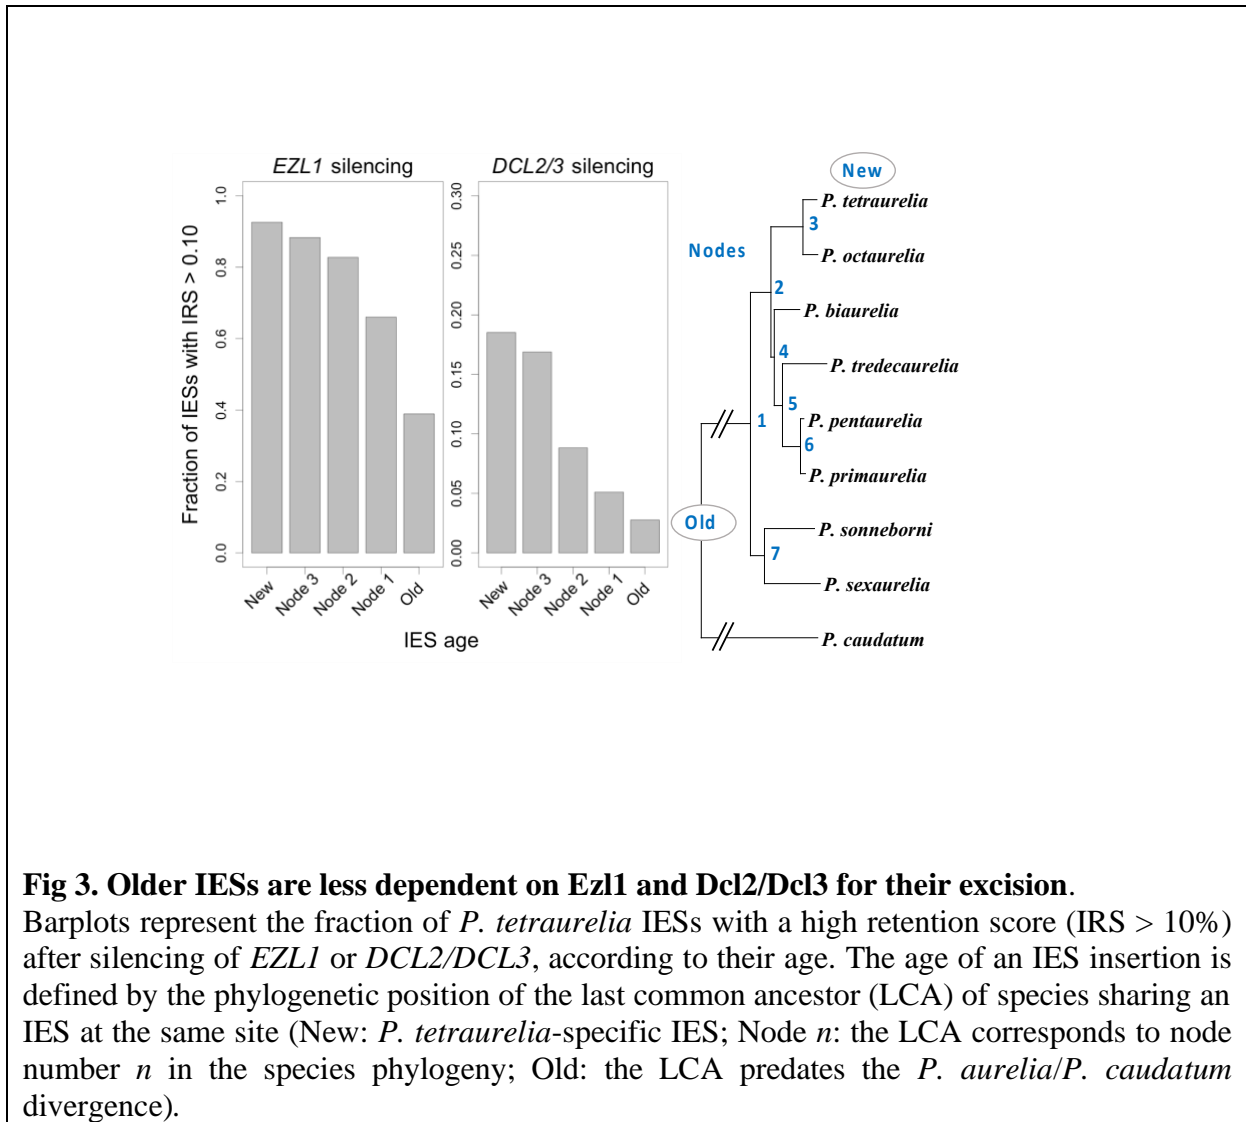 EZL1 silencing
DCL2/3 silencing
Fraction of IESs with IRS > 0.10
1.0
0.8
0.6
0.4
0.2
0.0
0.30
0.25
0.20
0.15
0.10
0.05
0.00
New
Node 3
Node 2
Node 1
Old
New
Node 3
Node 2
Node 1
Old
IES age
New
Nodes
P. tetraurelia
3
P. octaurelia
2
P. biaurelia
4
P. tredecaurelia
5
1
P. pentaurelia
6
P. primaurelia
Old
P. sonneborni
7
P. sexaurelia
P. caudatum
Fig 3. Older IESs are less dependent on Ezl1 and Dcl2/Dcl3 for their excision.
Barplots represent the fraction of P. tetraurelia IESs with a high retention score (IRS > 10%)
after silencing of EZL1 or DCL2/DCL3, according to their age. The age of an IES insertion is
defined by the phylogenetic position of the last common ancestor (LCA) of species sharing an
IES at the same site (New: P. tetraurelia-specific IES; Node n: the LCA corresponds to node
number n in the species phylogeny; Old: the LCA predates the P. aurelia/P. caudatum
divergence).